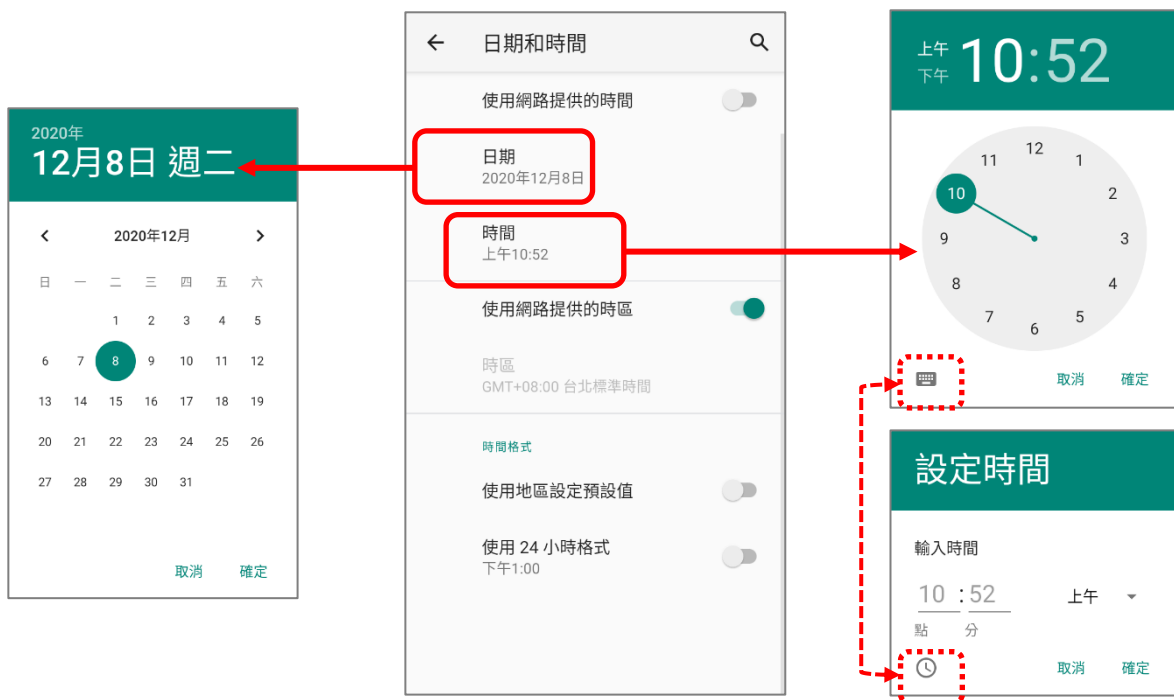 2020年
12月8日 週二
2020年12月
日 一 二 三 四 五 六
1 2 3 4 5
6 7 8 9 10 11 12
13 14 15 16 17 18 19
20 21 22 23 24 25 26
27 28 29 30 31
取消 確定
日期和時間
使用網路提供的時間
日期
2020年12月8日
時間
上午10:52
使用網路提供的時區
時區
GMT+08:00 台北標準時間
時間格式
使用地區設定預設值
使用 24 小時格式
下午1:00
上午
下午
10:52
12
11 1
10 2
9 3
8 4
7 5
6
取消 確定
設定時間
輸入時間
10 : 52 上午
點 分
取消 確定